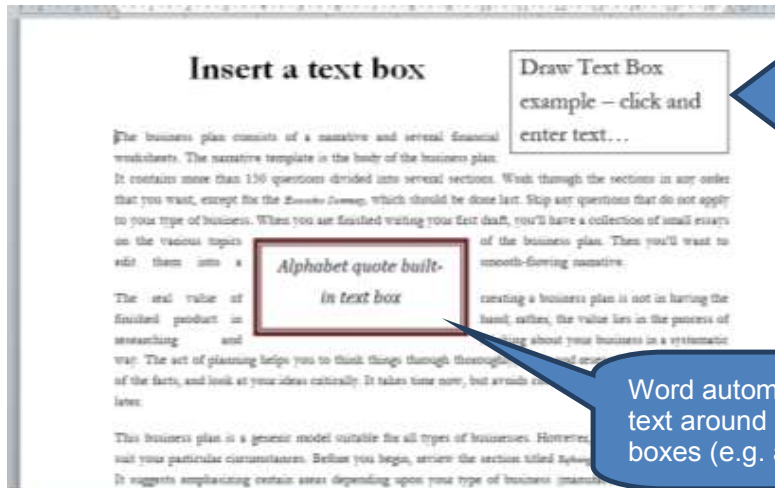 Insert a text box
Draw Text Box
example – click and
enter text…
The business plan consists of a narrative and several financial
worksheets. The narrative template is the body of the business plan.
It contains more than 150 questions divided into several sections. Work through the sections in any order
that you want, except for the Executive Summary, which should be done last. Skip any questions that do not apply
to your type of business. When you are finished writing your first draft, you'll have a collection of small essays
on the various topics of the business plan. Then you'll want to
edit them into a smooth-flowing narrative.
Alphabet quote built-
in text box
The real value of creating a business plan is not in having the
finished product in hand; rather, the value lies in the process of
researching and about your business in a systematic
way. The act of planning helps you to think things through
of the facts, and look at your ideas critically. It takes time now, but avoids
later.
Word autom
text around
boxes (e.g. a
This business plan is a generic model suitable for all types of businesses. However,
suit your particular circumstances. Before you begin, review the section titled
It suggests emphasizing certain areas depending upon your type of business